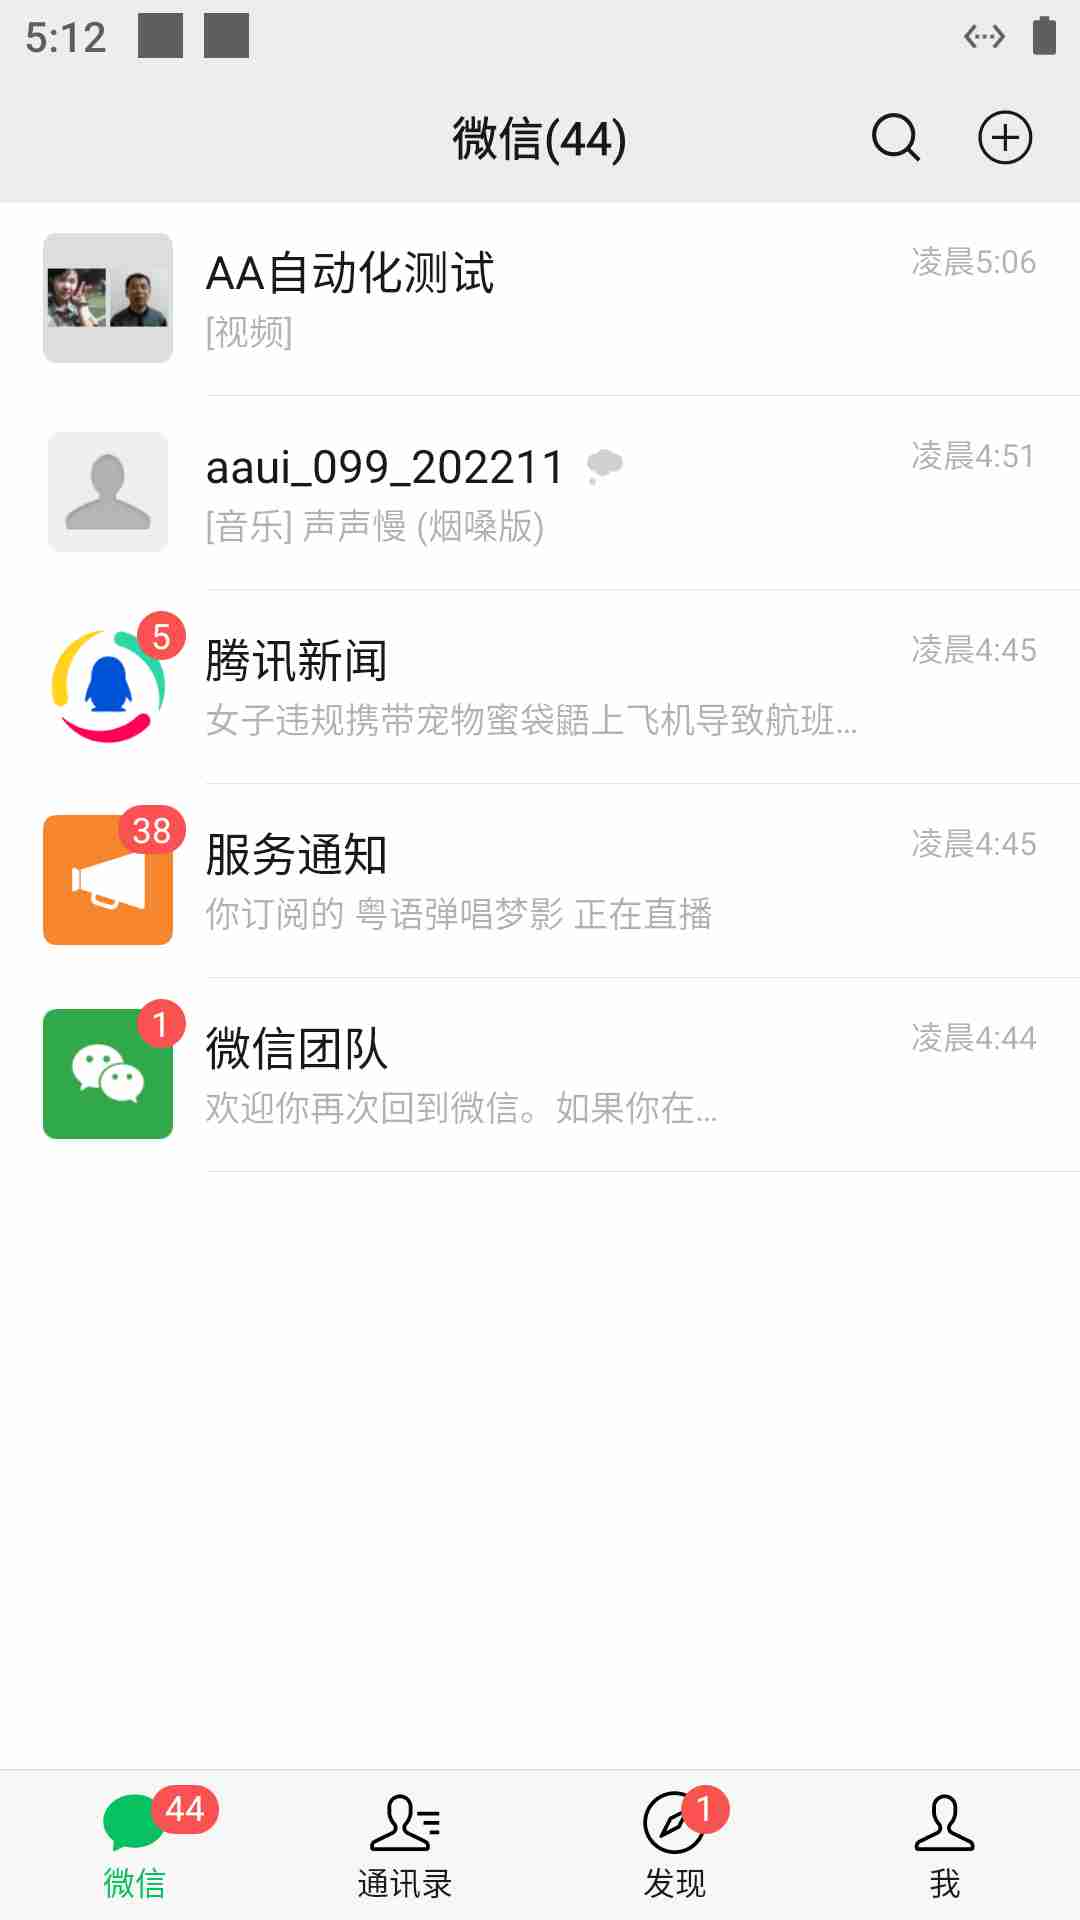 5:12
微信(44)
AA自动化测试
凌晨5:06
[视频]
aaui_099_202211
凌晨4:51
[音乐] 声声慢 (烟嗓版)
5
腾讯新闻
凌晨4:45
女子违规携带宠物蜜袋鼯上飞机导致航班...
38
服务通知
凌晨4:45
你订阅的 粤语弹唱梦影 正在直播
1
微信团队
凌晨4:44
欢迎你再次回到微信。如果你在...
44
1
微信
通讯录
发现
我